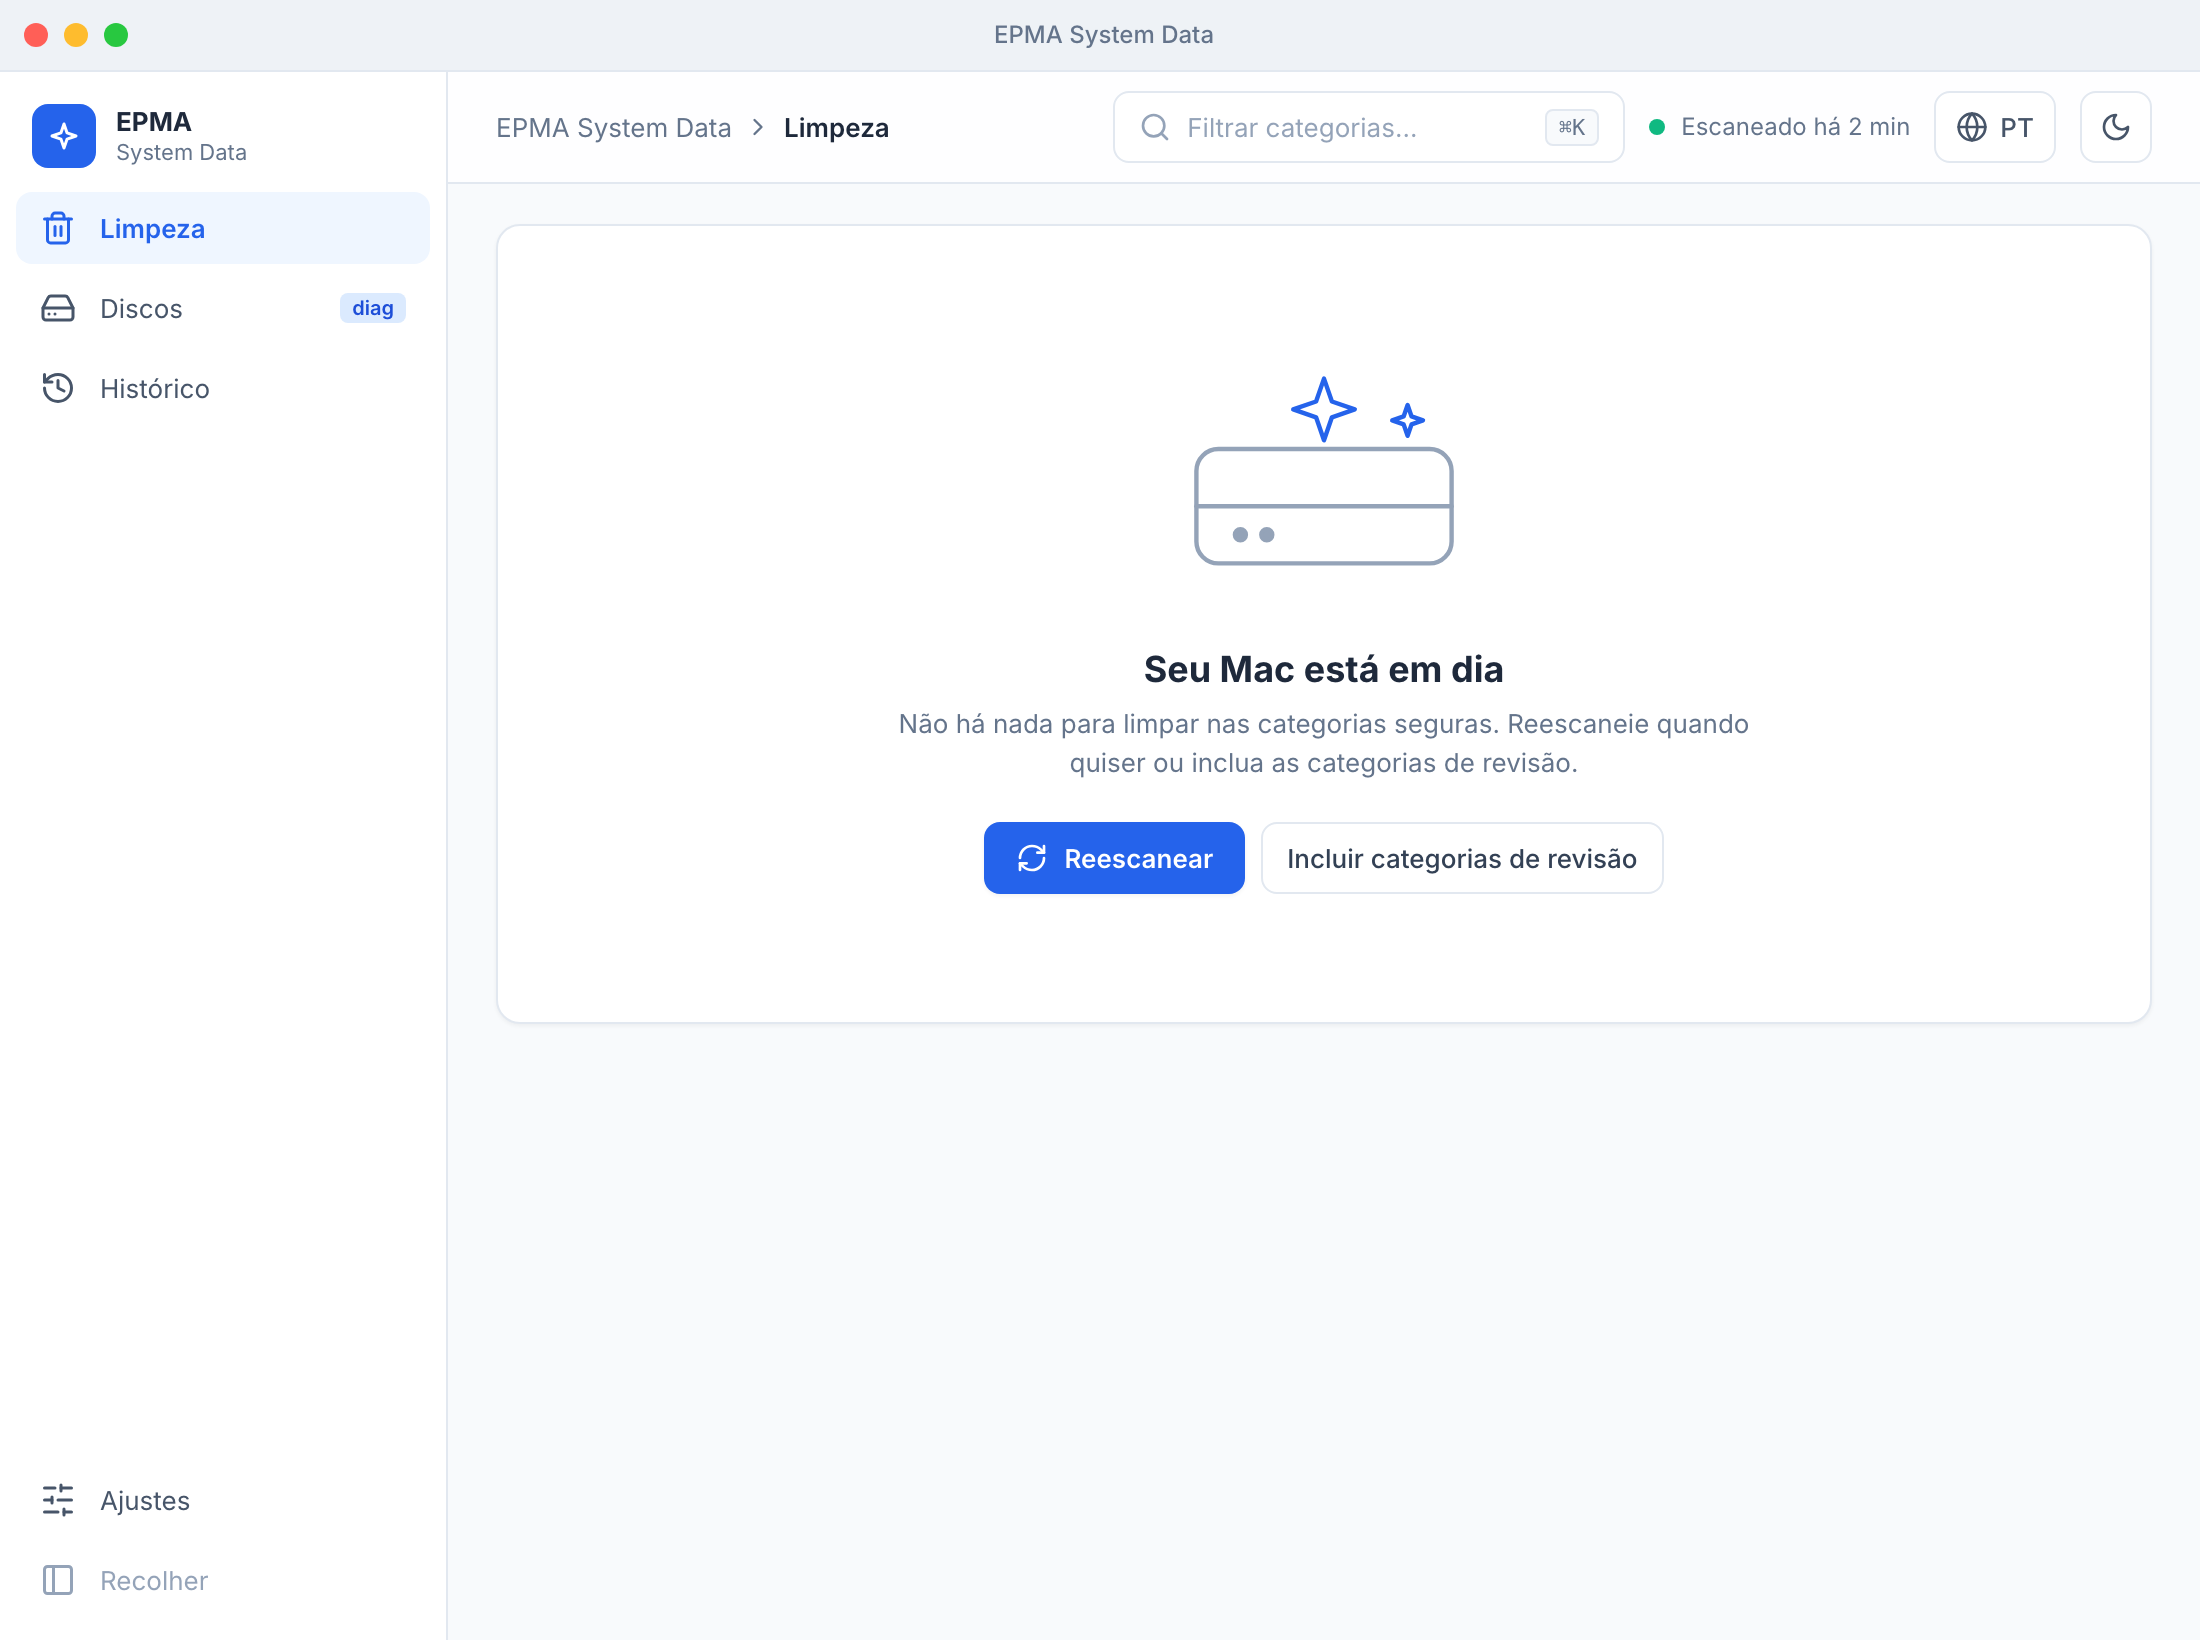 EPMA System Data
EPMA
System Data
Limpeza
Discos
diag
Histórico
Ajustes
Recolher
EPMA System Data > Limpeza
Filtrar categorias...
⌘K
Escaneado há 2 min
PT
Seu Mac está em dia
Não há nada para limpar nas categorias seguras. Reescaneie quando
quiser ou inclua as categorias de revisão.
Reescanear
Incluir categorias de revisão